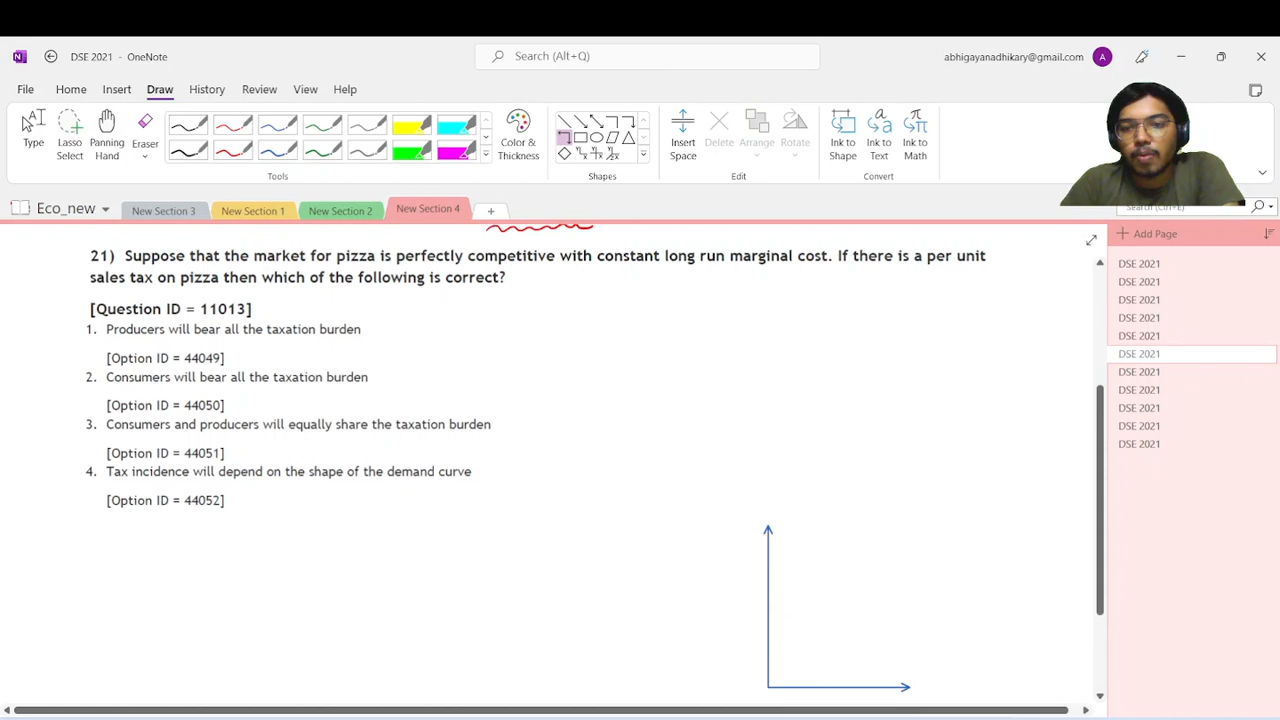 DSE 2021 - OneNote
Search (Alt+Q)
abhigayanadhikary@gmail.com
A
File Home Insert Draw History Review View Help
Type
Lasso Select
Panning Hand
Eraser
Color & Thickness
Insert Space
Delete
Arrange
Rotate
Ink to Shape
Ink to Text
Ink to Math
Tools
Shapes
Edit
Convert
Eco_new
New Section 3
New Section 1
New Section 2
New Section 4
+
Search (Ctrl+E)
Add Page
21) Suppose that the market for pizza is perfectly competitive with constant long run marginal cost. If there is a per unit
sales tax on pizza then which of the following is correct?
[Question ID = 11013]
1. Producers will bear all the taxation burden
[Option ID = 44049]
2. Consumers will bear all the taxation burden
[Option ID = 44050]
3. Consumers and producers will equally share the taxation burden
[Option ID = 44051]
4. Tax incidence will depend on the shape of the demand curve
[Option ID = 44052]
DSE 2021
DSE 2021
DSE 2021
DSE 2021
DSE 2021
DSE 2021
DSE 2021
DSE 2021
DSE 2021
DSE 2021
DSE 2021